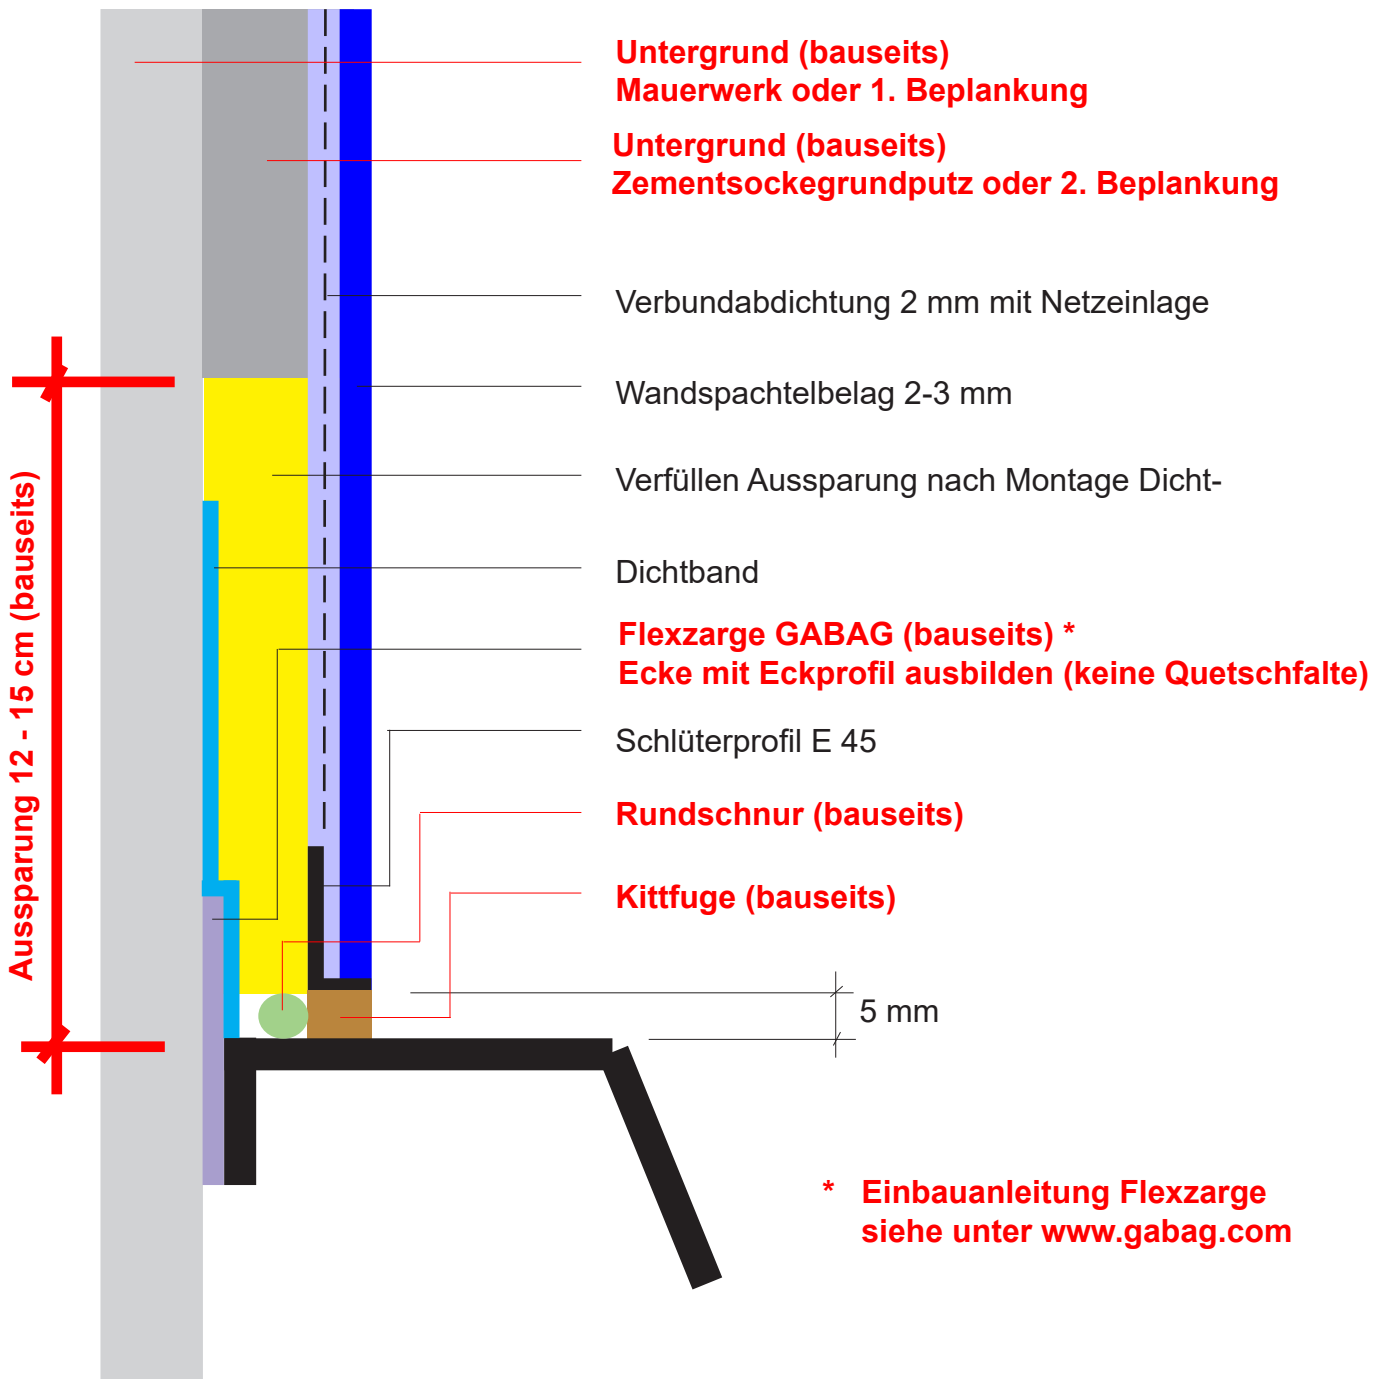 Untergrund (bauseits)
Mauerwerk oder 1. Beplankung
Untergrund (bauseits)
Zementsockegrundputz oder 2. Beplankung
Verbundabdichtung 2 mm mit Netzeinlage
Wandspachtelbelag 2-3 mm
Verfüllen Aussparung nach Montage Dicht-
Dichtband
Flexzarge GABAG (bauseits) *
Ecke mit Eckprofil ausbilden (keine Quetschfalte)
Schlüterprofil E 45
Rundschnur (bauseits)
Kittfuge (bauseits)
Aussparung 12 - 15 cm (bauseits)
5 mm
* Einbauanleitung Flexzarge
siehe unter www.gabag.com